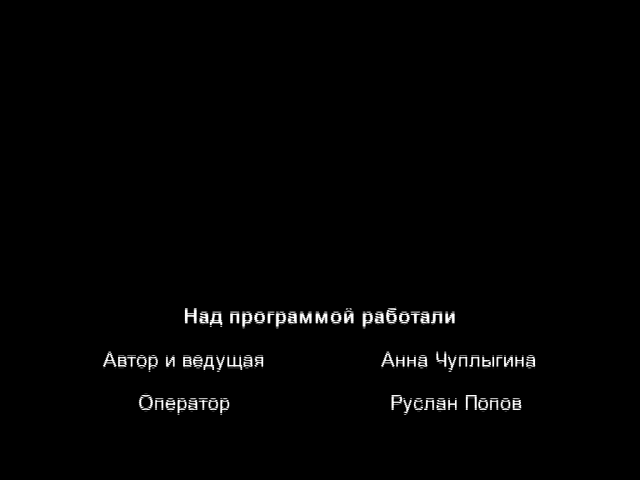 Над программой работали
Автор и ведущая Анна Чуплыгина
Оператор Руслан Попов